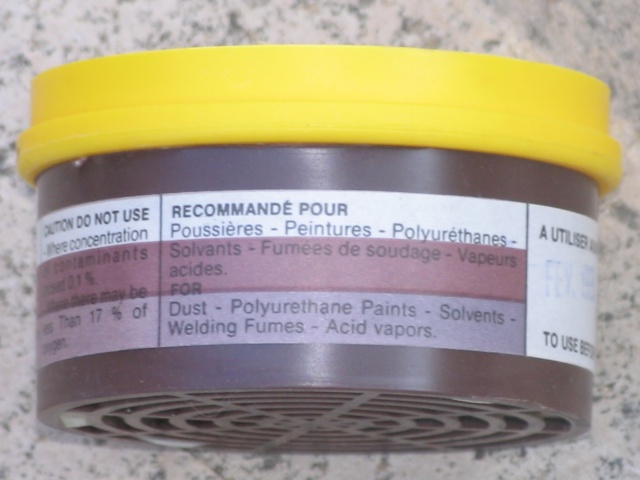 CAUTION DO NOT USE
Where concentration
contaminants
0.1 %.
there may be
Than 17 % of
RECOMMANDÉ POUR
Poussières - Peintures - Polyuréthanes -
Solvants - Fumées de soudage - Vapeurs
acides.
FOR
Dust - Polyurethane Paints - Solvents -
Welding Fumes - Acid vapors.
A UTILISER
TO USE